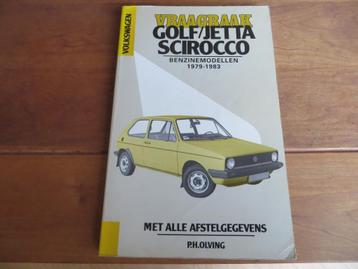 VOLKSWAGEN
VRAAGBAAK
GOLF/JETTA
SCIROCCO
BENZINEMODELLEN
1979-1983
MET ALLE AFSTELGEGEVENS
P.H.OLVING